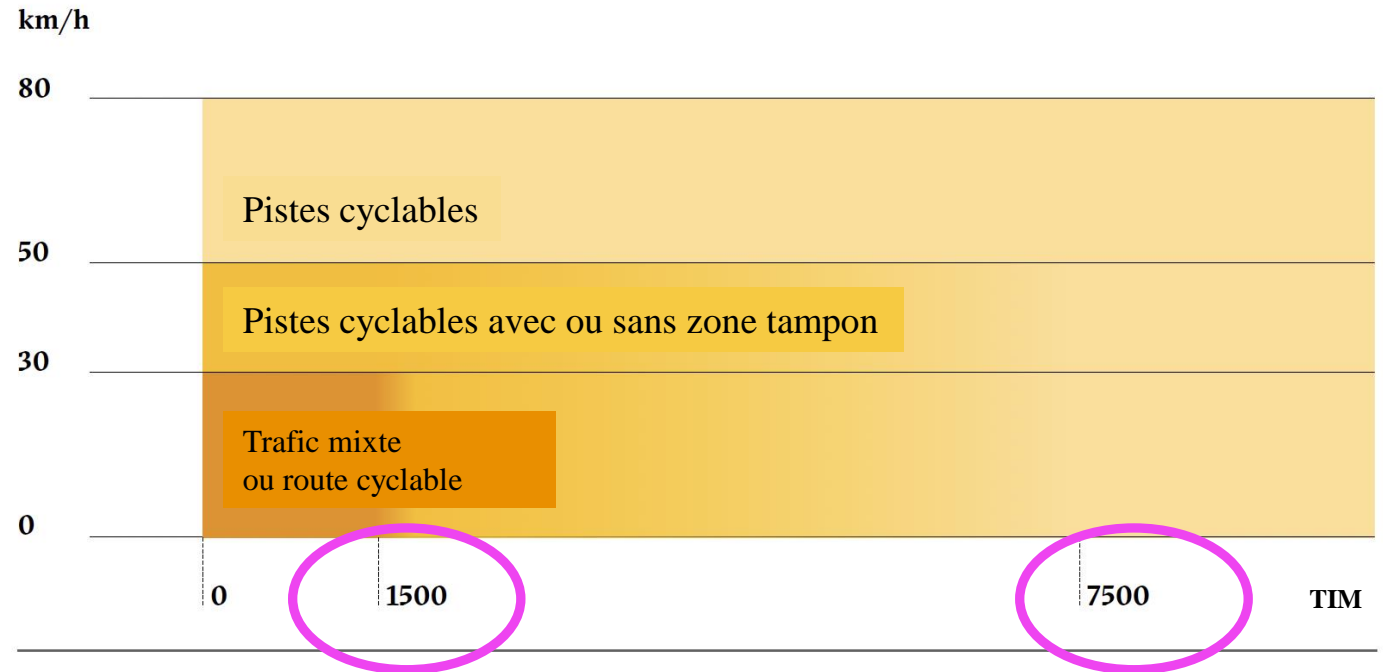 km/h
80
Pistes cyclables
50
Pistes cyclables avec ou sans zone tampon
30
Trafic mixte
ou route cyclable
0
0 1500 7500 TIM